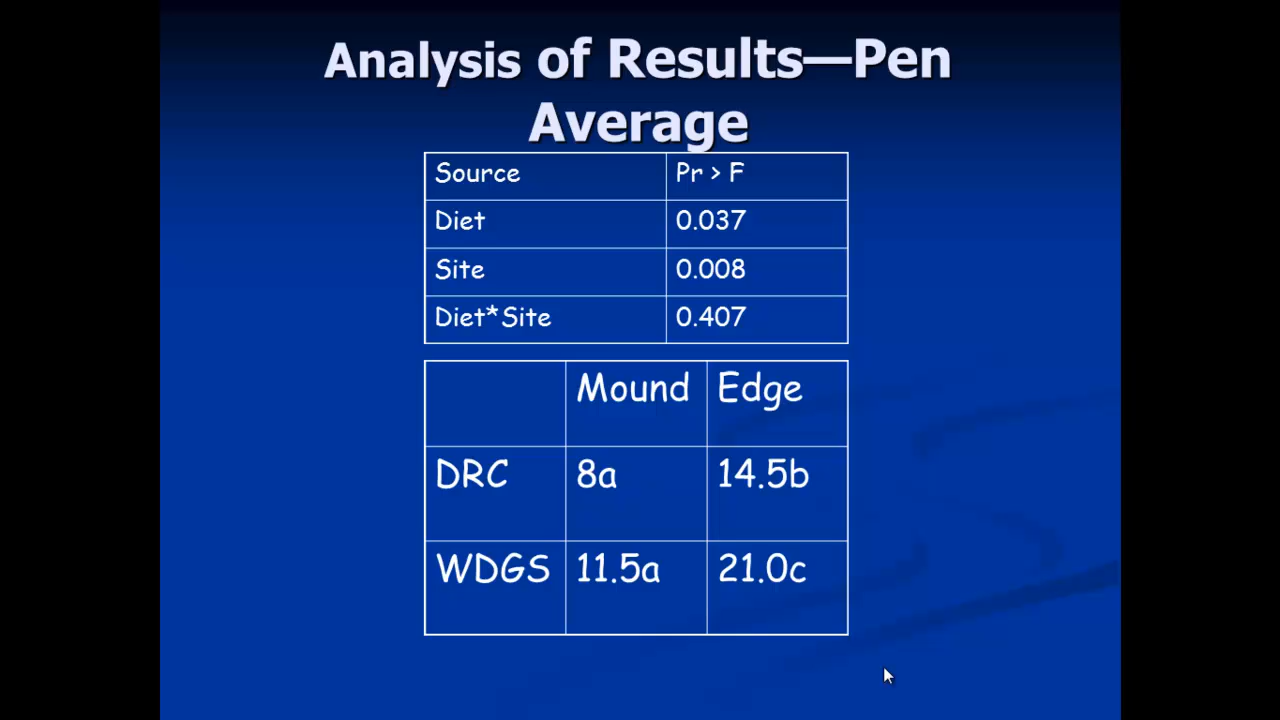 Analysis of Results—Pen
Average
Source Pr > F
Diet 0.037
Site 0.008
Diet*Site 0.407
Mound Edge
DRC 8a 14.5b
WDGS 11.5a 21.0c